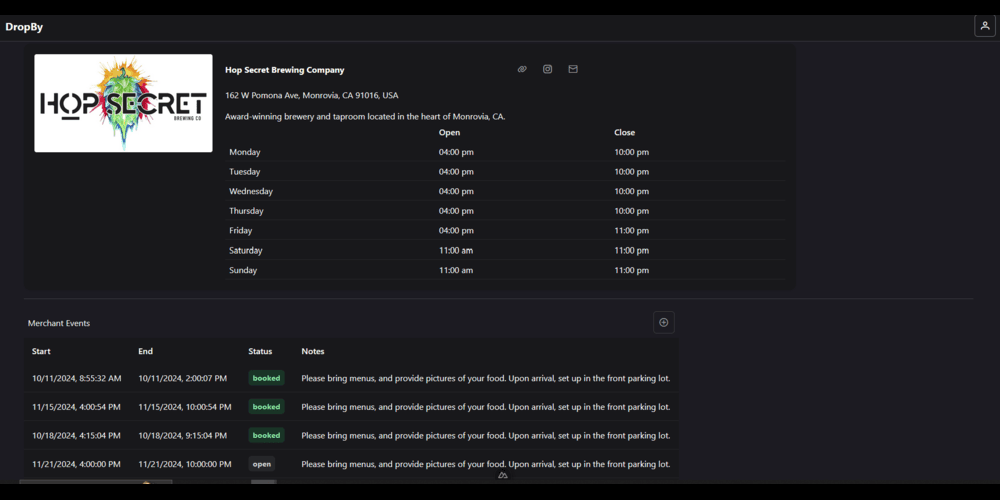 DropBy
HOP SECRET
BREWING CO
Hop Secret Brewing Company
162 W Pomona Ave, Monrovia, CA 91016, USA
Award-winning brewery and taproom located in the heart of Monrovia, CA.
Open Close
Monday 04:00 pm 10:00 pm
Tuesday 04:00 pm 10:00 pm
Wednesday 04:00 pm 10:00 pm
Thursday 04:00 pm 10:00 pm
Friday 04:00 pm 11:00 pm
Saturday 11:00 am 11:00 pm
Sunday 11:00 am 11:00 pm
Merchant Events
Start End Status Notes
10/11/2024, 8:55:32 AM 10/11/2024, 2:00:07 PM booked Please bring menus, and provide pictures of your food. Upon arrival, set up in the front parking lot.
11/15/2024, 4:00:54 PM 11/15/2024, 10:00:54 PM booked Please bring menus, and provide pictures of your food. Upon arrival, set up in the front parking lot.
10/18/2024, 4:15:04 PM 10/18/2024, 9:15:04 PM booked Please bring menus, and provide pictures of your food. Upon arrival, set up in the front parking lot.
11/21/2024, 4:00:00 PM 11/21/2024, 10:00:00 PM open Please bring menus, and provide pictures of your food. Upon arrival, set up in the front parking lot.